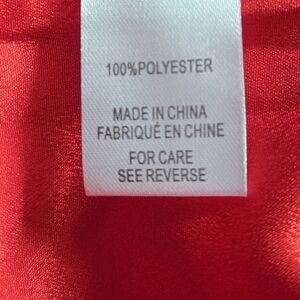 100%POLYESTER
MADE IN CHINA
FABRIQUÉ EN CHINE
FOR CARE
SEE REVERSE